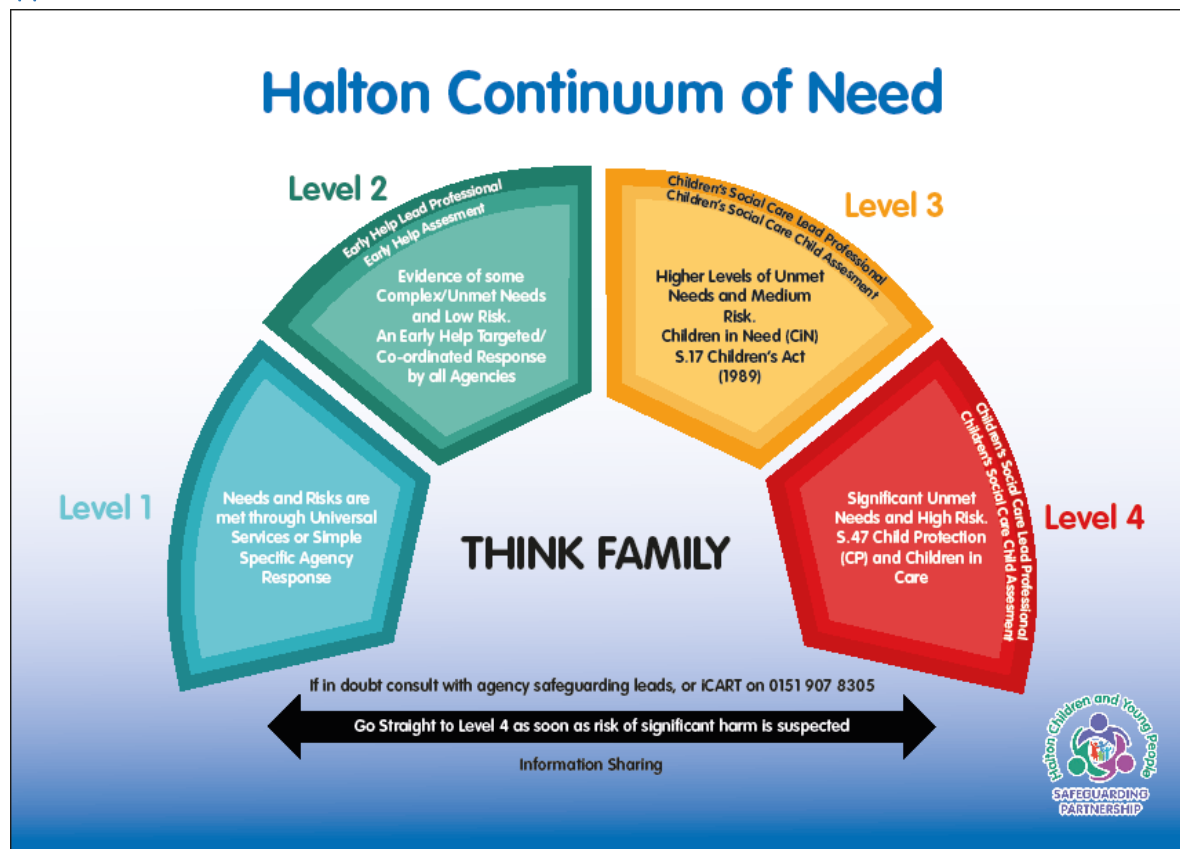 Halton Continuum of Need
Level 1
Needs and Risks are
met through Universal
Services or Simple
Specific Agency
Response
Level 2
Early Help Lead Professional
Early Help Assesment
Evidence of some
Complex/Unmet Needs
and Low Risk.
An Early Help Targeted/
Co-ordinated Response
by all Agencies
Level 3
Children's Social Care Lead Professional
Children's Social Care Child Assesment
Higher Levels of Unmet
Needs and Medium
Risk.
Children in Need (CiN)
S.17 Children's Act
(1989)
Level 4
Children's Social Care Lead Professional
Children's Social Care Child Assesment
Significant Unmet
Needs and High Risk.
S.47 Child Protection
(CP) and Children in
Care
THINK FAMILY
If in doubt consult with agency safeguarding leads, or iCART on 0151 907 8305
Go Straight to Level 4 as soon as risk of significant harm is suspected
Information Sharing
Halton Children and Young People
SAFEGUARDING
PARTNERSHIP